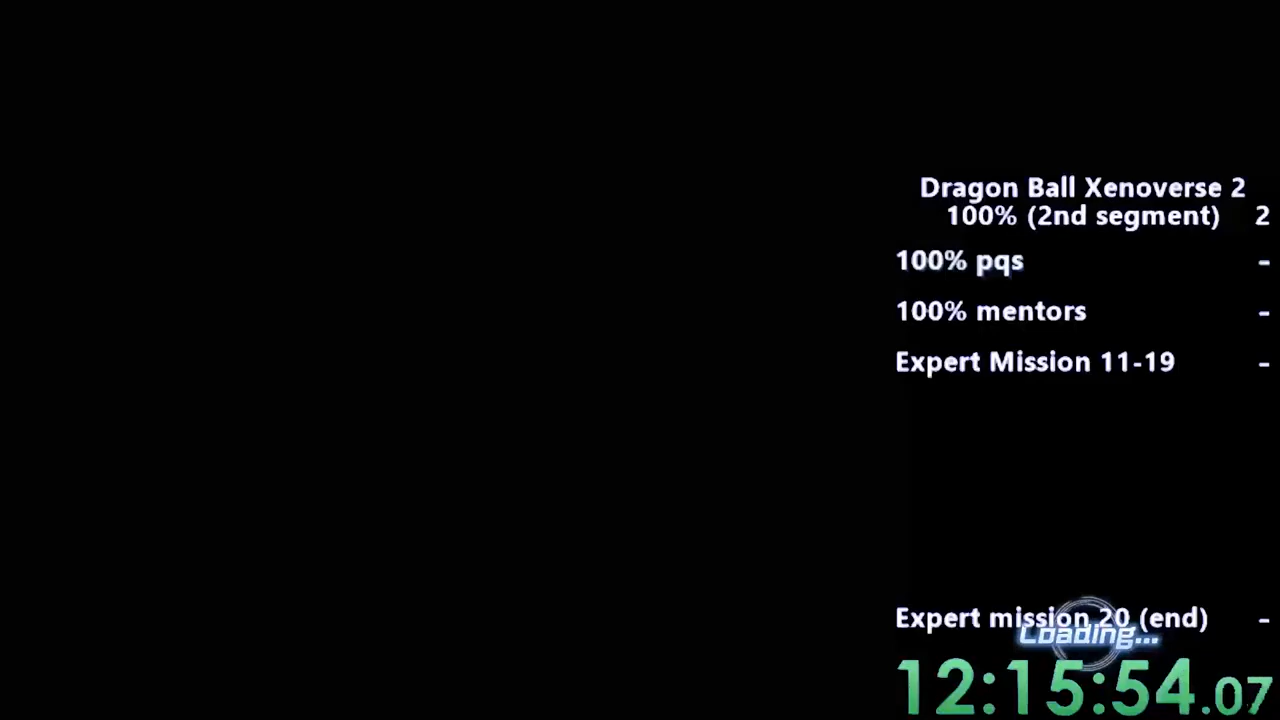 Dragon Ball Xenoverse 2
100% (2nd segment) 2
100% pqs -
100% mentors -
Expert Mission 11-19 -
Expert mission 20 (end) -
Loading...
12:15:54.07